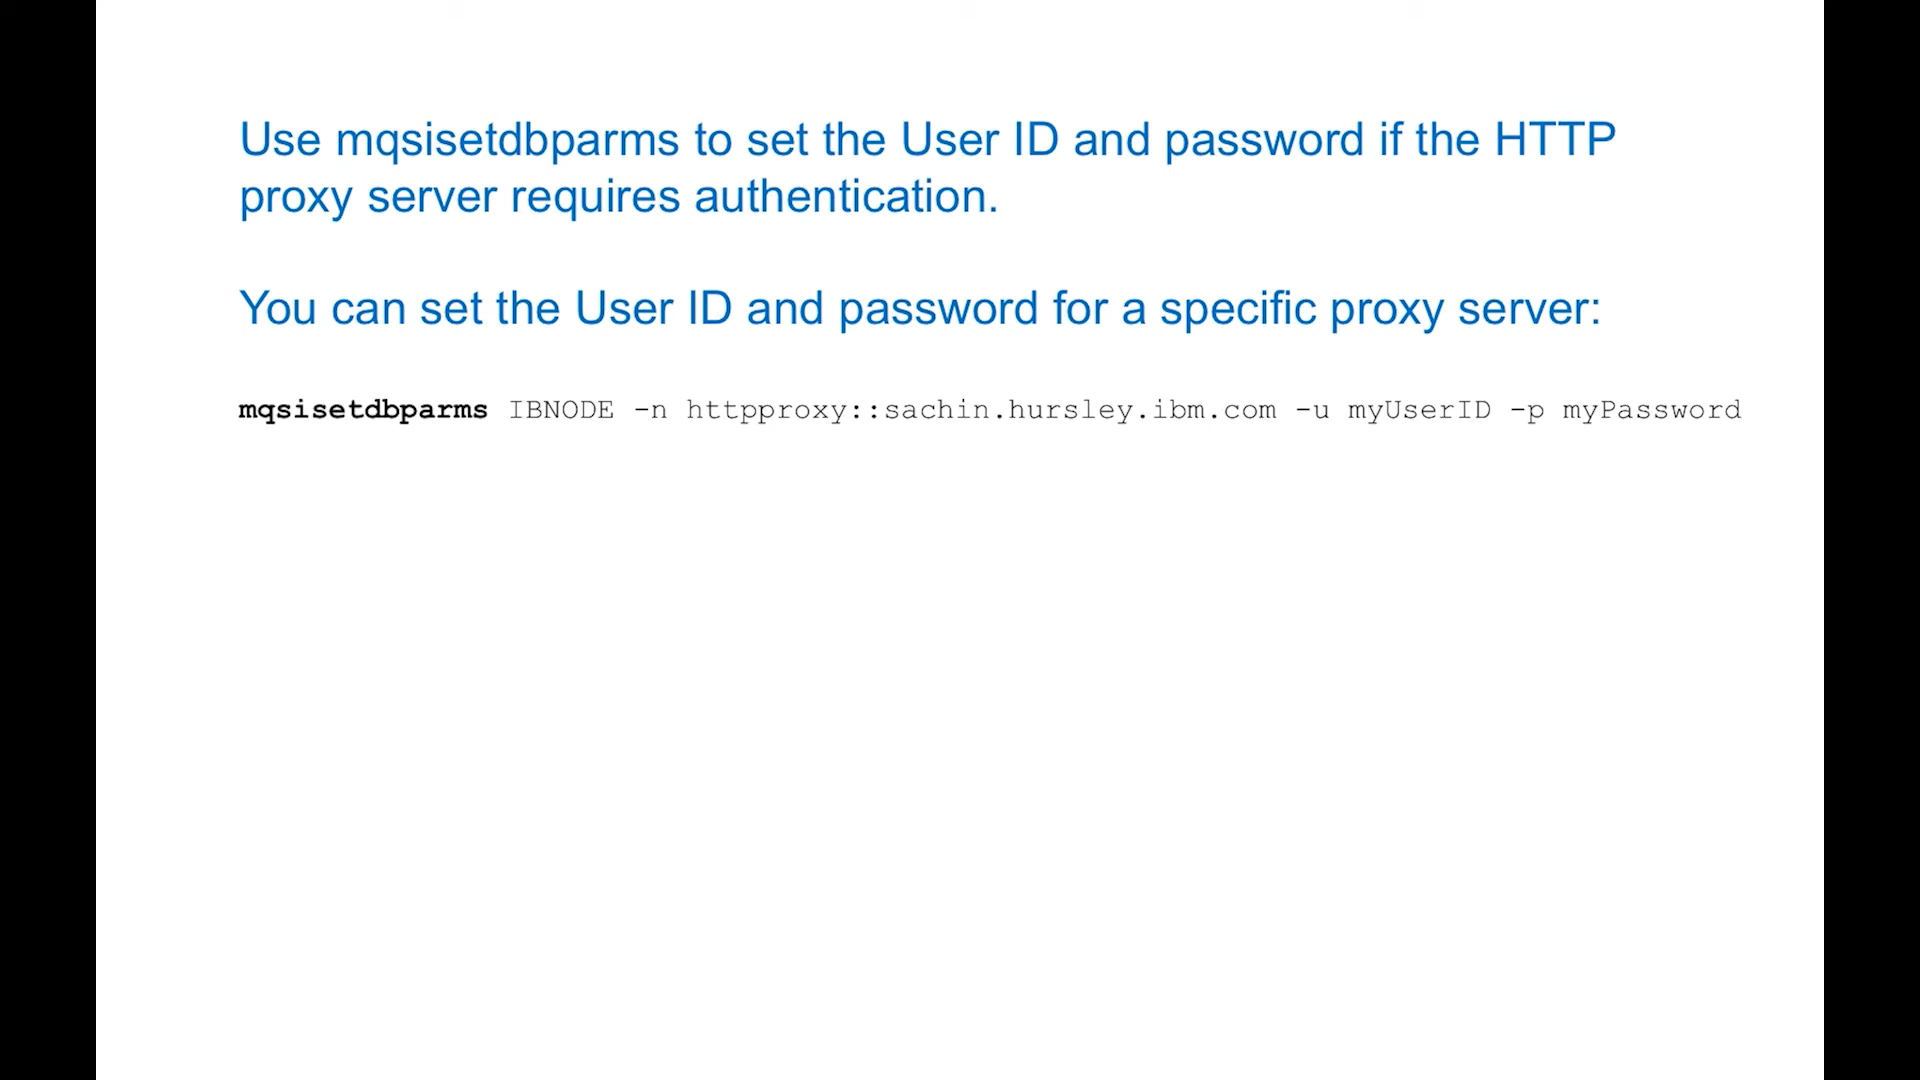 Use mqsisetdbparms to set the User ID and password if the HTTP
proxy server requires authentication.
You can set the User ID and password for a specific proxy server:
mqsisetdbparms IBNODE -n httpproxy::sachin.hursley.ibm.com -u myUserID -p myPassword